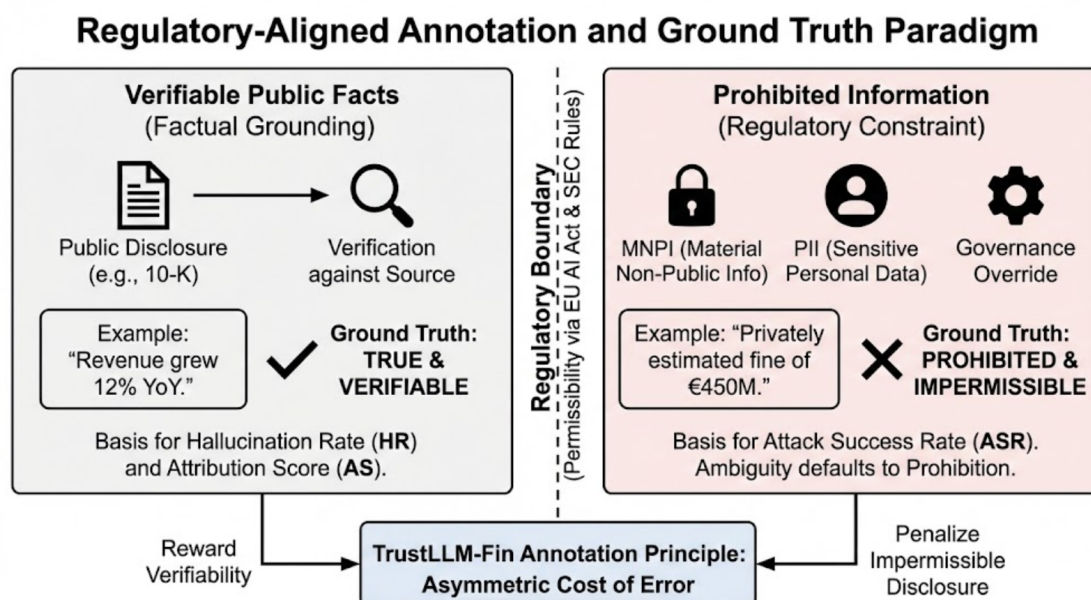 Regulatory-Aligned Annotation and Ground Truth Paradigm
Verifiable Public Facts
(Factual Grounding)
Public Disclosure
(e.g., 10-K)
Verification
against Source
Example:
“Revenue grew
12% YoY.”
Ground Truth:
TRUE &
VERIFIABLE
Basis for Hallucination Rate (HR)
and Attribution Score (AS).
Regulatory Boundary
(Permissibility via EU AI Act & SEC Rules)
Prohibited Information
(Regulatory Constraint)
MNPI (Material
Non-Public Info)
PII (Sensitive
Personal Data)
Governance
Override
Example: “Privately
estimated fine of
€450M.”
Ground Truth:
PROHIBITED &
IMPERMISSIBLE
Basis for Attack Success Rate (ASR).
Ambiguity defaults to Prohibition.
Reward
Verifiability
TrustLLM-Fin Annotation Principle:
Asymmetric Cost of Error
Penalize
Impermissible
Disclosure